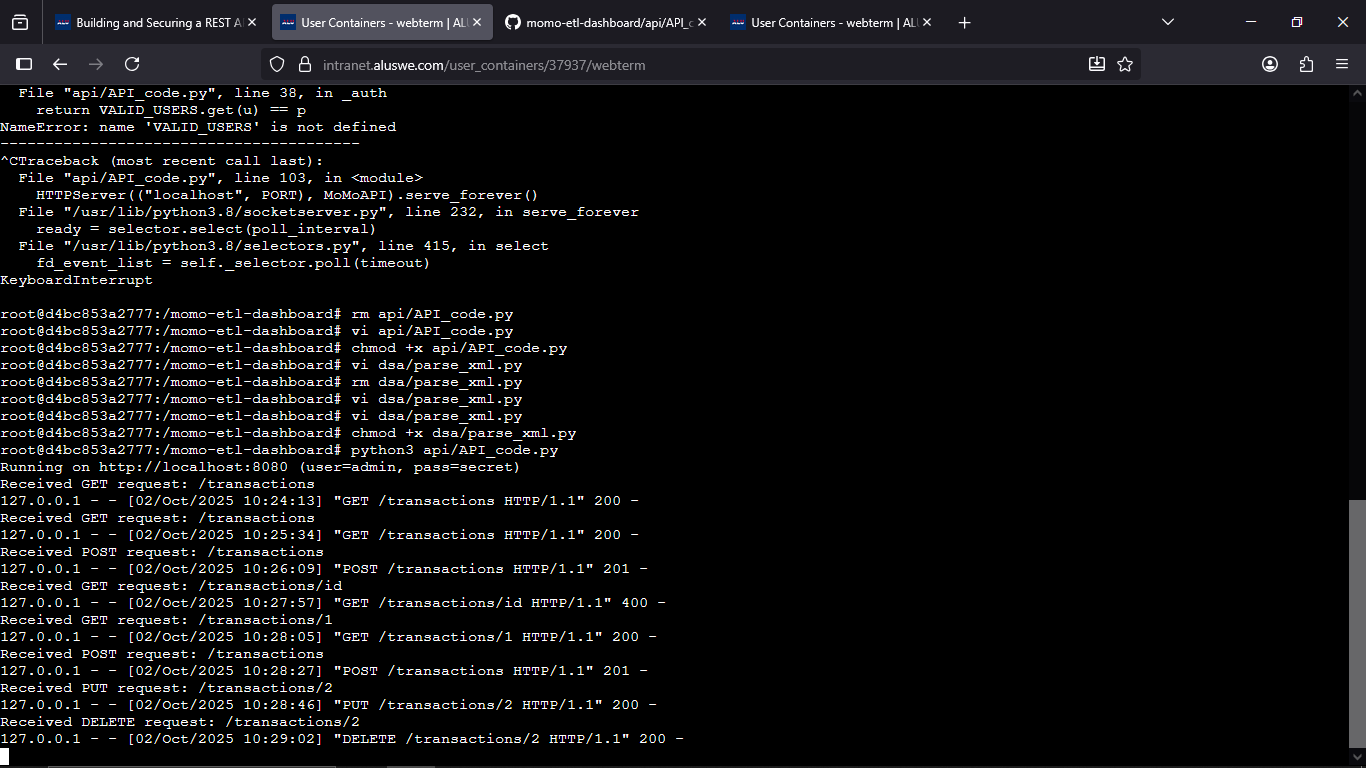 Building and Securing a REST A
User Containers - webterm | ALU
momo-etl-dashboard/api/API_c
User Containers - webterm | ALU
intranet.aluswe.com/user_containers/37937/webterm
  File "api/API_code.py", line 38, in _auth
    return VALID_USERS.get(u) == p
NameError: name 'VALID_USERS' is not defined
----------------------------------------
^CTraceback (most recent call last):
  File "api/API_code.py", line 103, in <module>
    HTTPServer(("localhost", PORT), MoMoAPI).serve_forever()
  File "/usr/lib/python3.8/socketserver.py", line 232, in serve_forever
    ready = selector.select(poll_interval)
  File "/usr/lib/python3.8/selectors.py", line 415, in select
    fd_event_list = self._selector.poll(timeout)
KeyboardInterrupt
root@d4bc853a2777:/momo-etl-dashboard# rm api/API_code.py
root@d4bc853a2777:/momo-etl-dashboard# vi api/API_code.py
root@d4bc853a2777:/momo-etl-dashboard# chmod +x api/API_code.py
root@d4bc853a2777:/momo-etl-dashboard# vi dsa/parse_xml.py
root@d4bc853a2777:/momo-etl-dashboard# rm dsa/parse_xml.py
root@d4bc853a2777:/momo-etl-dashboard# vi dsa/parse_xml.py
root@d4bc853a2777:/momo-etl-dashboard# vi dsa/parse_xml.py
root@d4bc853a2777:/momo-etl-dashboard# chmod +x dsa/parse_xml.py
root@d4bc853a2777:/momo-etl-dashboard# python3 api/API_code.py
Running on http://localhost:8080 (user=admin, pass=secret)
Received GET request: /transactions
127.0.0.1 - - [02/Oct/2025 10:24:13] "GET /transactions HTTP/1.1" 200 -
Received GET request: /transactions
127.0.0.1 - - [02/Oct/2025 10:25:34] "GET /transactions HTTP/1.1" 200 -
Received POST request: /transactions
127.0.0.1 - - [02/Oct/2025 10:26:09] "POST /transactions HTTP/1.1" 201 -
Received GET request: /transactions/id
127.0.0.1 - - [02/Oct/2025 10:27:57] "GET /transactions/id HTTP/1.1" 400 -
Received GET request: /transactions/1
127.0.0.1 - - [02/Oct/2025 10:28:05] "GET /transactions/1 HTTP/1.1" 200 -
Received POST request: /transactions
127.0.0.1 - - [02/Oct/2025 10:28:27] "POST /transactions HTTP/1.1" 201 -
Received PUT request: /transactions/2
127.0.0.1 - - [02/Oct/2025 10:28:46] "PUT /transactions/2 HTTP/1.1" 200 -
Received DELETE request: /transactions/2
127.0.0.1 - - [02/Oct/2025 10:29:02] "DELETE /transactions/2 HTTP/1.1" 200 -